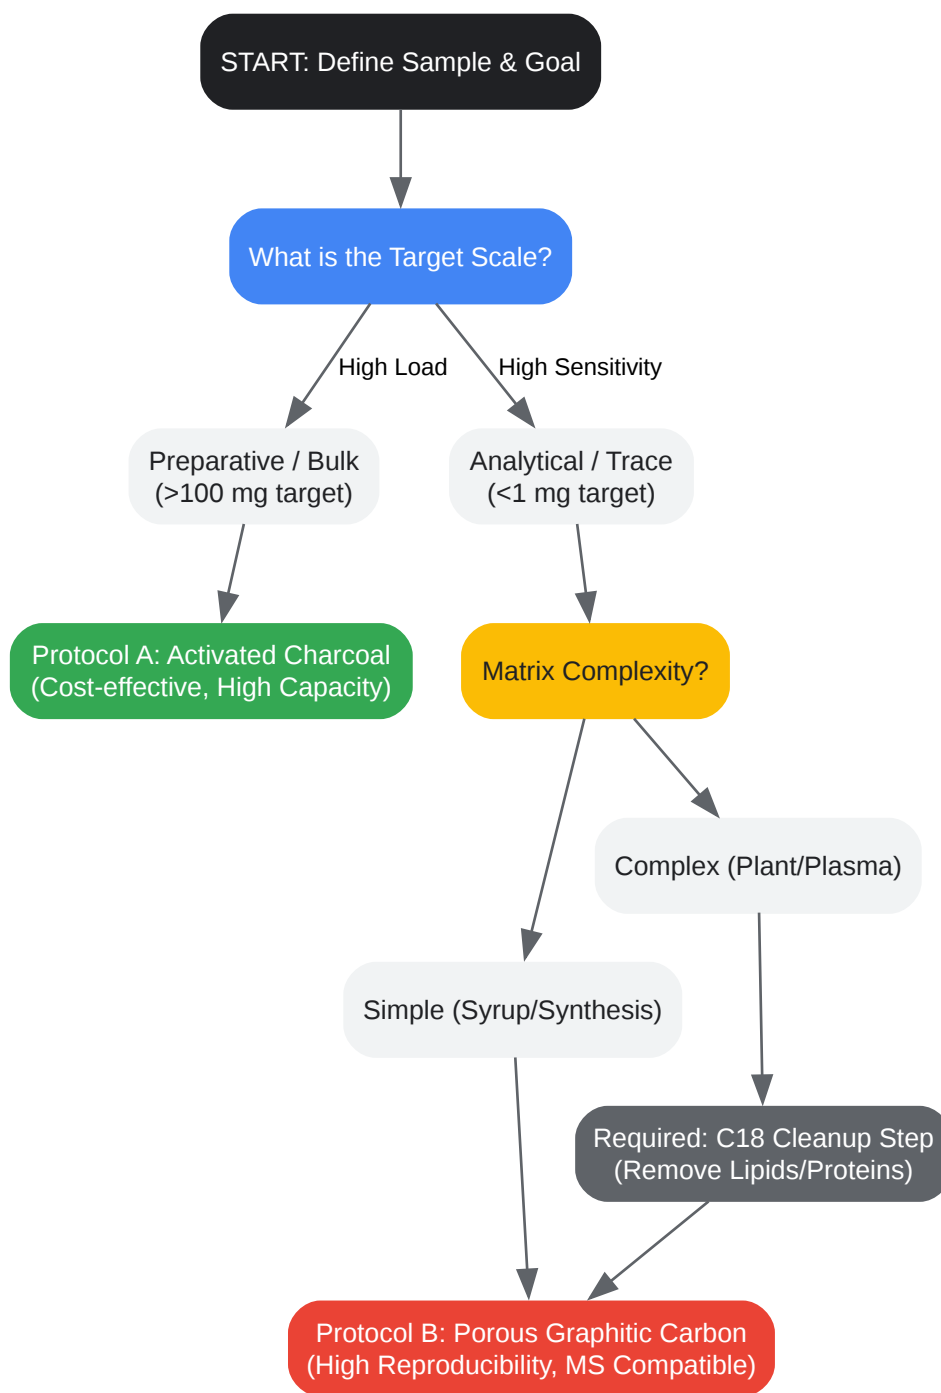 START: Define Sample & Goal
What is the Target Scale?
High Load
High Sensitivity
Preparative / Bulk
(>100 mg target)
Analytical / Trace
(<1 mg target)
Protocol A: Activated Charcoal
(Cost-effective, High Capacity)
Matrix Complexity?
Complex (Plant/Plasma)
Simple (Syrup/Synthesis)
Required: C18 Cleanup Step
(Remove Lipids/Proteins)
Protocol B: Porous Graphitic Carbon
(High Reproducibility, MS Compatible)